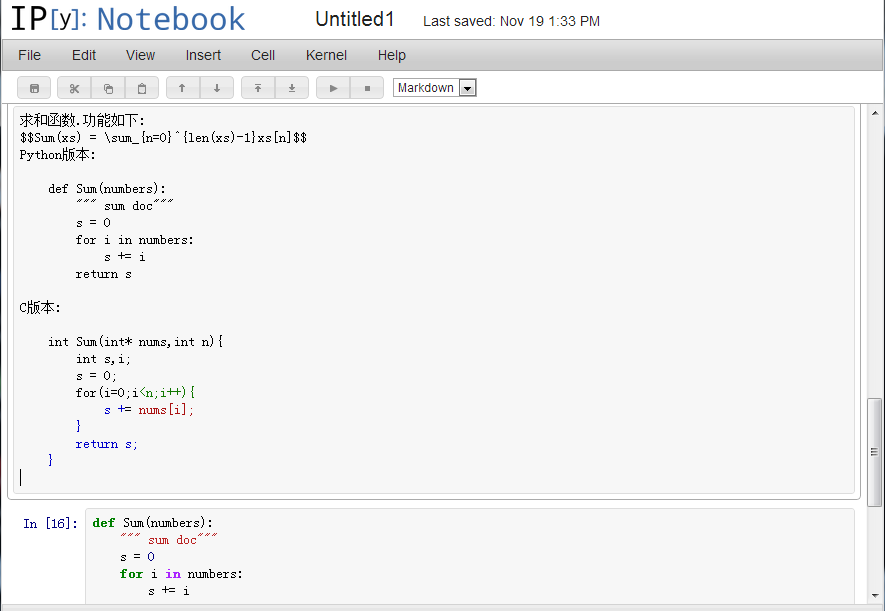 IP[y]: Notebook Untitled1 Last saved: Nov 19 1:33 PM
File Edit View Insert Cell Kernel Help
Markdown
求和函数.功能如下:
$$Sum(xs) = \sum_{n=0}^{len(xs)-1}xs[n]$$
Python版本:
def Sum(numbers):
""" sum doc"""
s = 0
for i in numbers:
s += i
return s
C版本:
int Sum(int* nums,int n){
int s,i;
s = 0;
for(i=0;i<n;i++){
s += nums[i];
}
return s;
}
In [16]: def Sum(numbers):
""" sum doc"""
s = 0
for i in numbers:
s += i